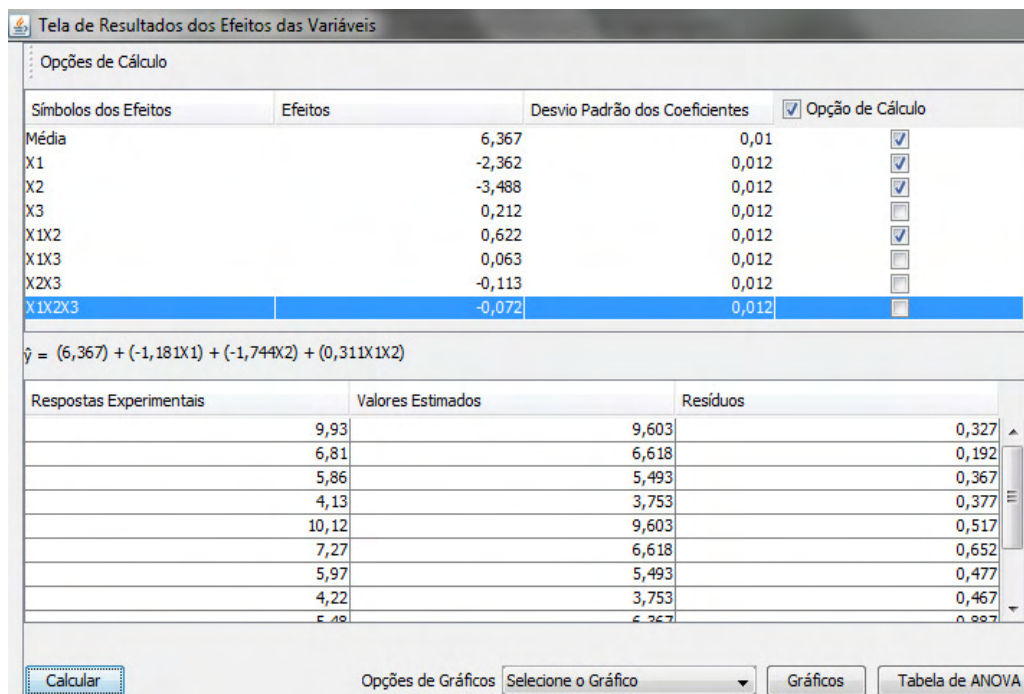 Tela de Resultados dos Efeitos das Variáveis
Opções de Cálculo
Símbolos dos Efeitos Efeitos Desvio Padrão dos Coeficientes Opção de Cálculo
Média 6,367 0,01
X1 -2,362 0,012
X2 -3,488 0,012
X3 0,212 0,012
X1X2 0,622 0,012
X1X3 0,063 0,012
X2X3 -0,113 0,012
X1X2X3 -0,072 0,012
ŷ = (6,367) + (-1,181X1) + (-1,744X2) + (0,311X1X2)
Respostas Experimentais Valores Estimados Resíduos
9,93 9,603 0,327
6,81 6,618 0,192
5,86 5,493 0,367
4,13 3,753 0,377
10,12 9,603 0,517
7,27 6,618 0,652
5,97 5,493 0,477
4,22 3,753 0,467
5,48 6,367 0,887
Calcular Opções de Gráficos Selecione o Gráfico Gráficos Tabela de ANOVA